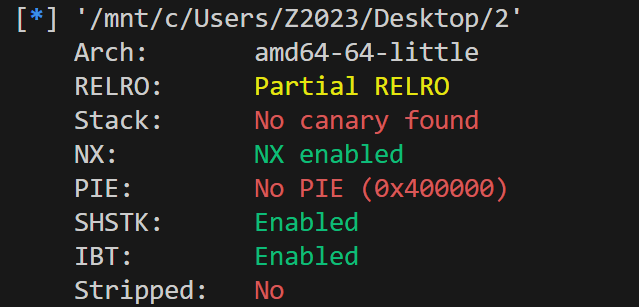 [*] '/mnt/c/Users/Z2023/Desktop/2'
    Arch:       amd64-64-little
    RELRO:      Partial RELRO
    Stack:      No canary found
    NX:         NX enabled
    PIE:        No PIE (0x400000)
    SHSTK:      Enabled
    IBT:        Enabled
    Stripped:   No